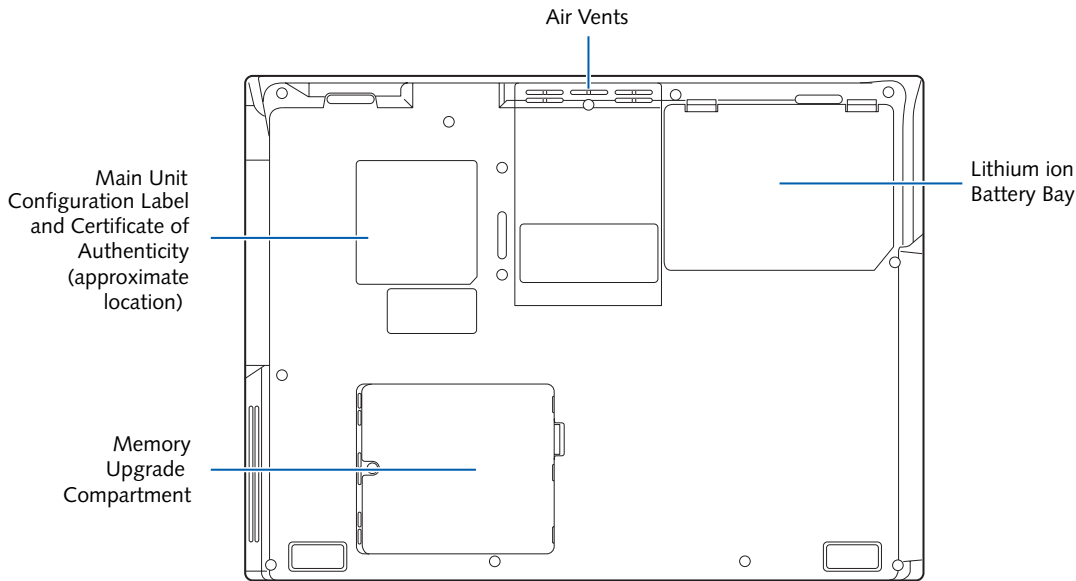 Air Vents
Main Unit
Configuration Label
and Certificate of
Authenticity
(approximate
location)
Lithium ion
Battery Bay
Memory
Upgrade
Compartment